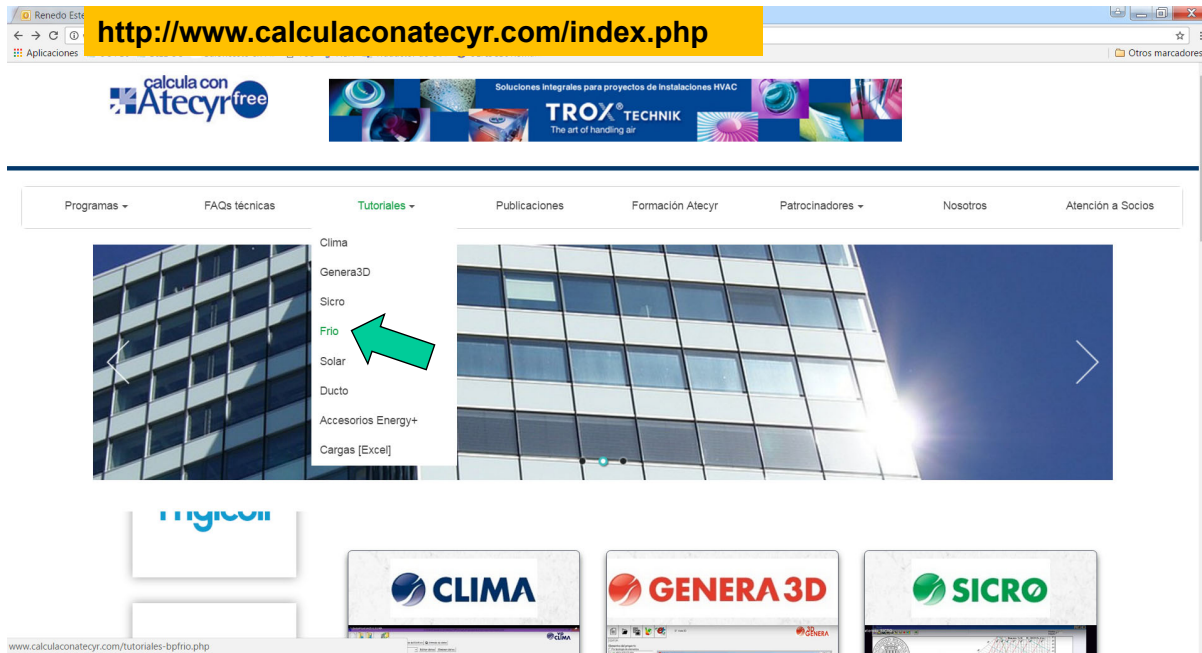 Renedo Este
http://www.calculaconatecyr.com/index.php
Aplicaciones
Otros marcadores
calcula con
Atecyr free
Soluciones integrales para proyectos de instalaciones HVAC
TROX® TECHNIK
The art of handling air
Programas
FAQs técnicas
Tutoriales
Publicaciones
Formación Atecyr
Patrocinadores
Nosotros
Atención a Socios
Clima
Genera3D
Sicro
Frio
Solar
Ducto
Accesorios Energy+
Cargas [Excel]
CLIMA
GENERA 3D
SICRO
CLIMA
GENERA
www.calculaconatecyr.com/tutoriales-bpfrio.php